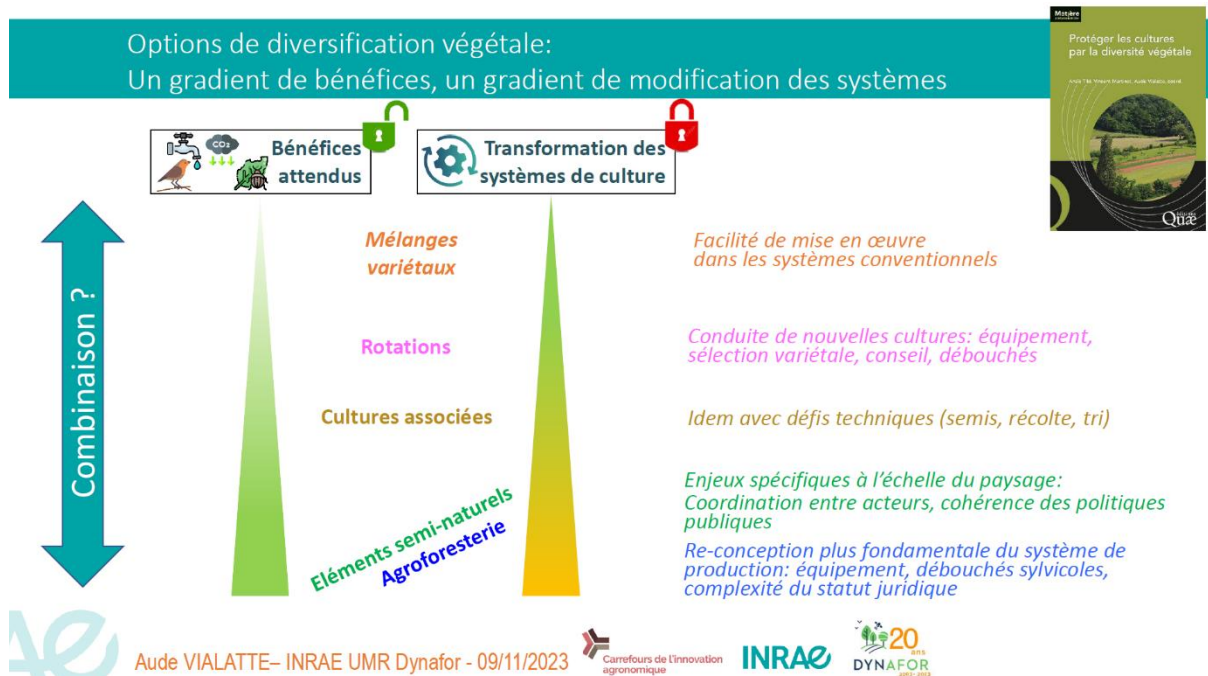 Options de diversification végétale:
Un gradient de bénéfices, un gradient de modification des systèmes
Protéger les cultures
par la diversité végétale
Quæ
CO₂
Bénéfices
attendus
Transformation des
systèmes de culture
Combinaison ?
Mélanges
variétaux
Facilité de mise en œuvre
dans les systèmes conventionnels
Rotations
Conduite de nouvelles cultures: équipement,
sélection variétale, conseil, débouchés
Cultures associées
Idem avec défis techniques (semis, récolte, tri)
Eléments semi-naturels
Agroforesterie
Enjeux spécifiques à l’échelle du paysage:
Coordination entre acteurs, cohérence des politiques
publiques
Re-conception plus fondamentale du système de
production: équipement, débouchés sylvicoles,
complexité du statut juridique
Aude VIALATTE– INRAE UMR Dynafor - 09/11/2023
Carrefours de l'innovation
agronomique
INRAE
20
ans
DYNAFOR